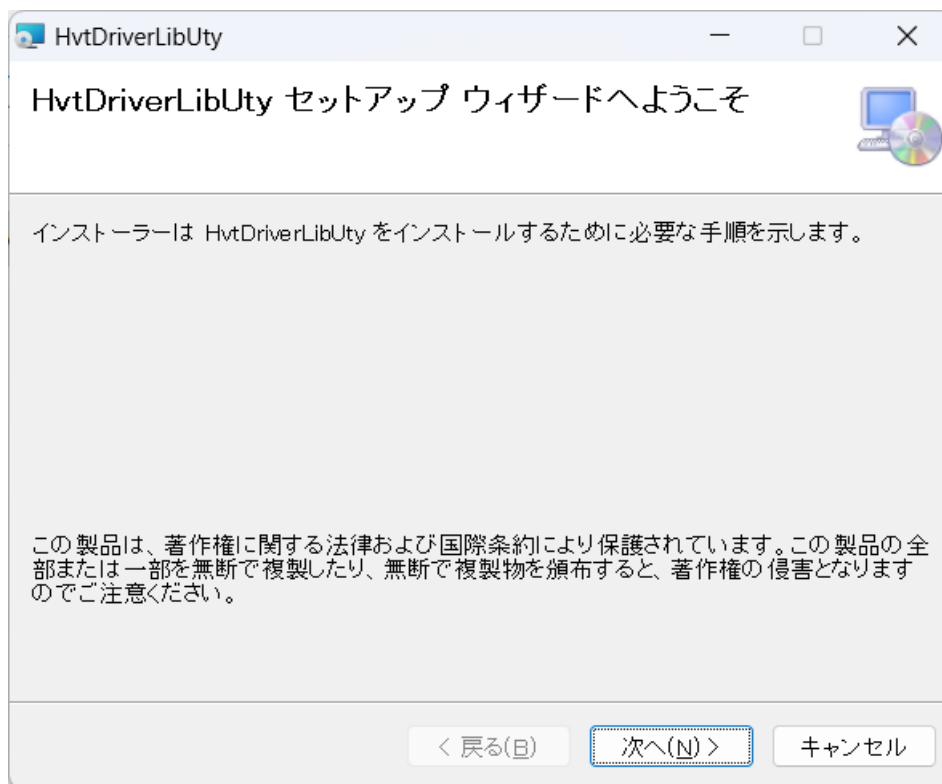 HvtDriverLibUty
HvtDriverLibUty セットアップ ウィザードへようこそ
インストーラーは HvtDriverLibUty をインストールするために必要な手順を示します。
この製品は、著作権に関する法律および国際条約により保護されています。この製品の全
部または一部を無断で複製したり、無断で複製物を頒布すると、著作権の侵害となります
のでご注意ください。
< 戻る(B)
次へ(N) >
キャンセル